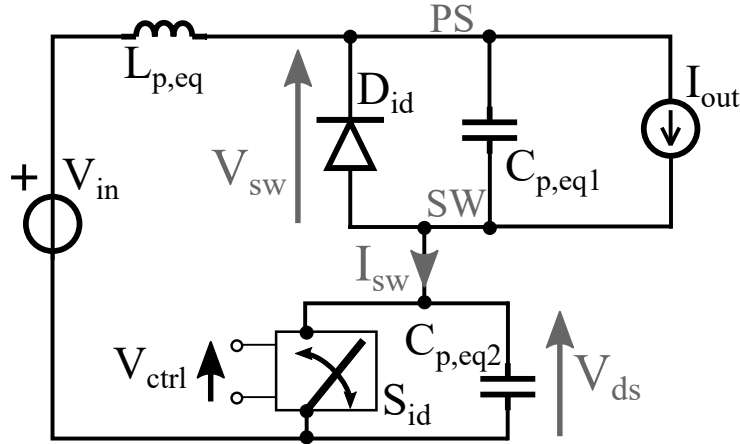 PS
L_{p,eq}
D_{id}
I_{out}
+
V_{in}
V_{sw}
C_{p,eq1}
SW
I_{sw}
V_{ctrl}
S_{id}
C_{p,eq2}
V_{ds}